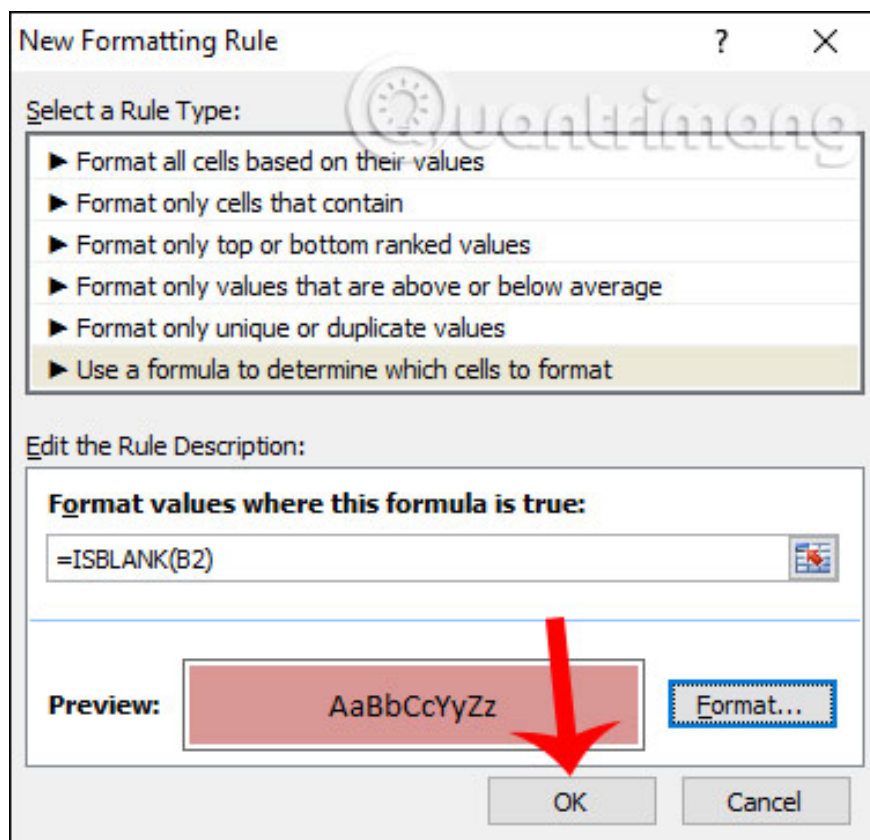 New Formatting Rule ? X
Quantrimang
Select a Rule Type:
► Format all cells based on their values
► Format only cells that contain
► Format only top or bottom ranked values
► Format only values that are above or below average
► Format only unique or duplicate values
► Use a formula to determine which cells to format
Edit the Rule Description:
Format values where this formula is true:
=ISBLANK(B2)
Preview: AaBbCcYyZz Format...
OK Cancel